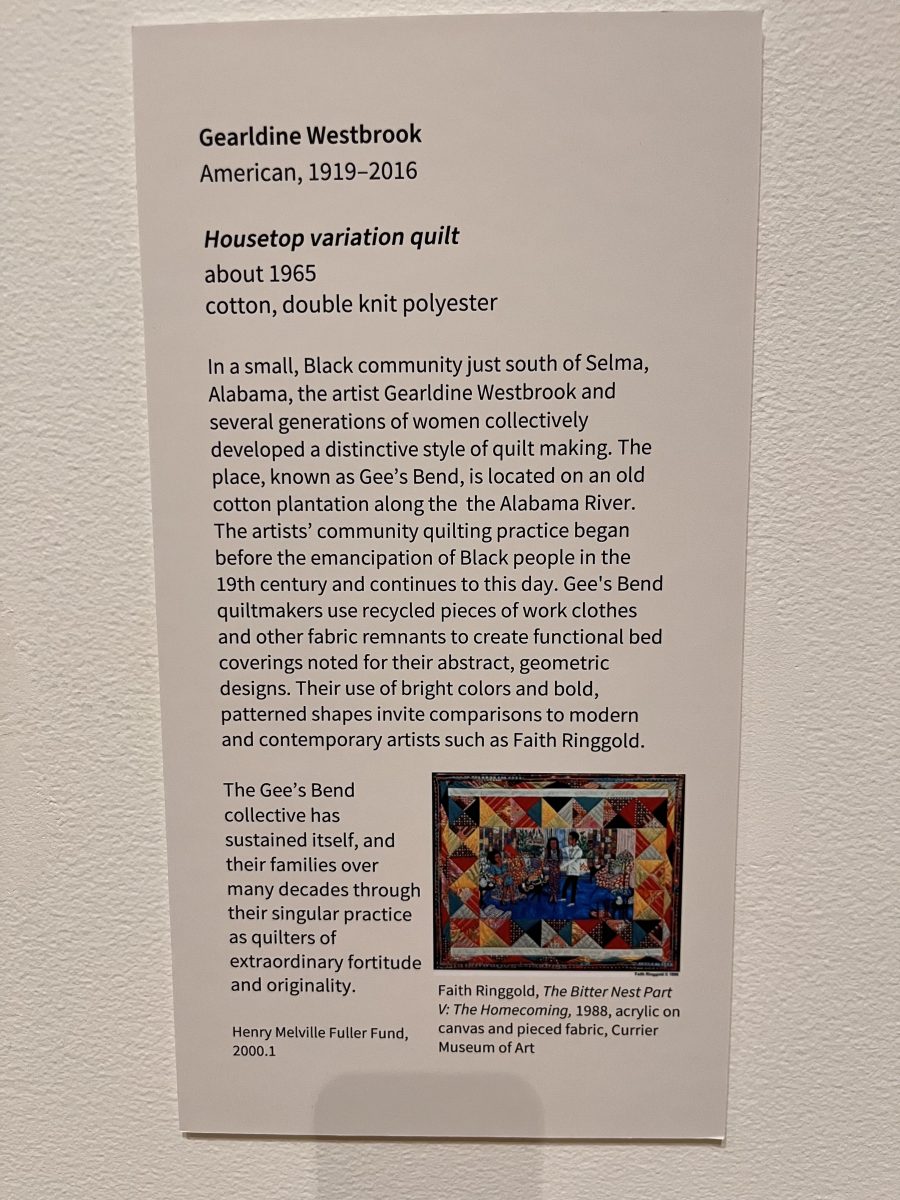 Gearldine Westbrook
American, 1919–2016
Housetop variation quilt
about 1965
cotton, double knit polyester
In a small, Black community just south of Selma,
Alabama, the artist Gearldine Westbrook and
several generations of women collectively
developed a distinctive style of quilt making. The
place, known as Gee’s Bend, is located on an old
cotton plantation along the  the Alabama River.
The artists’ community quilting practice began
before the emancipation of Black people in the
19th century and continues to this day. Gee's Bend
quiltmakers use recycled pieces of work clothes
and other fabric remnants to create functional bed
coverings noted for their abstract, geometric
designs. Their use of bright colors and bold,
patterned shapes invite comparisons to modern
and contemporary artists such as Faith Ringgold.
The Gee’s Bend
collective has
sustained itself, and
their families over
many decades through
their singular practice
as quilters of
extraordinary fortitude
and originality.
Henry Melville Fuller Fund,
2000.1
Faith Ringgold © 1988
Faith Ringgold, The Bitter Nest Part
V: The Homecoming, 1988, acrylic on
canvas and pieced fabric, Currier
Museum of Art